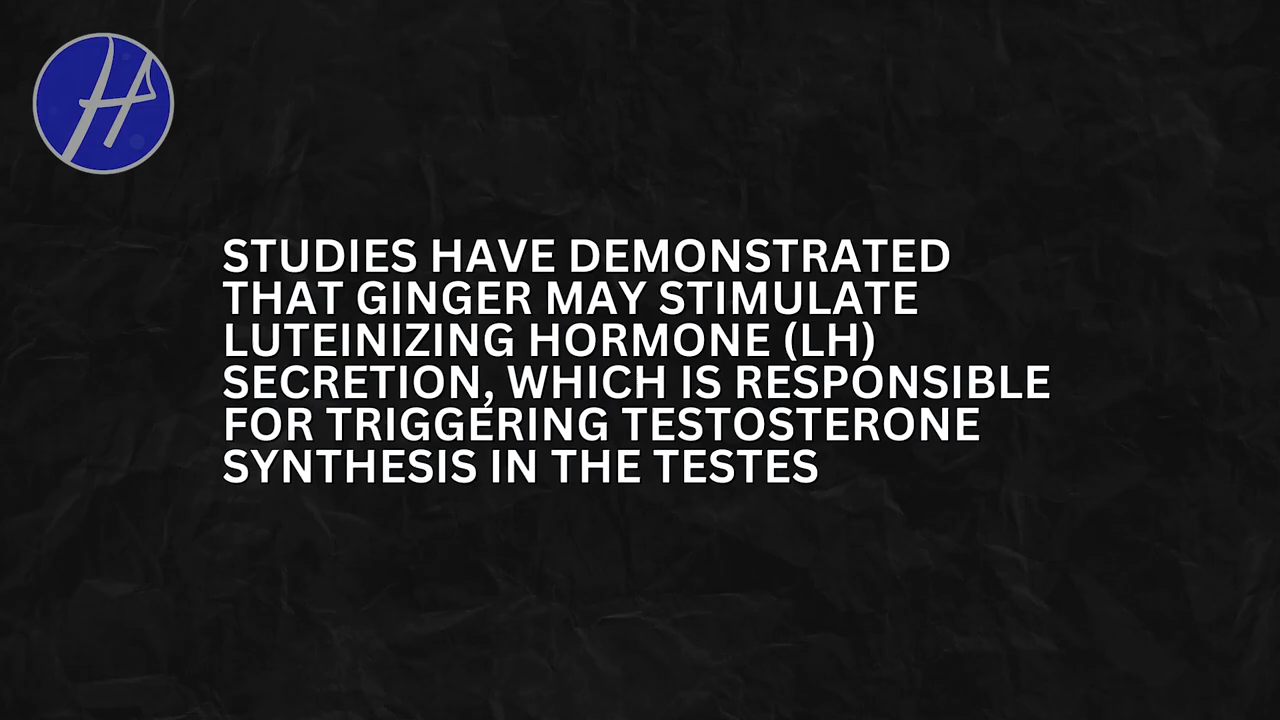 STUDIES HAVE DEMONSTRATED
THAT GINGER MAY STIMULATE
LUTEINIZING HORMONE (LH)
SECRETION, WHICH IS RESPONSIBLE
FOR TRIGGERING TESTOSTERONE
SYNTHESIS IN THE TESTES